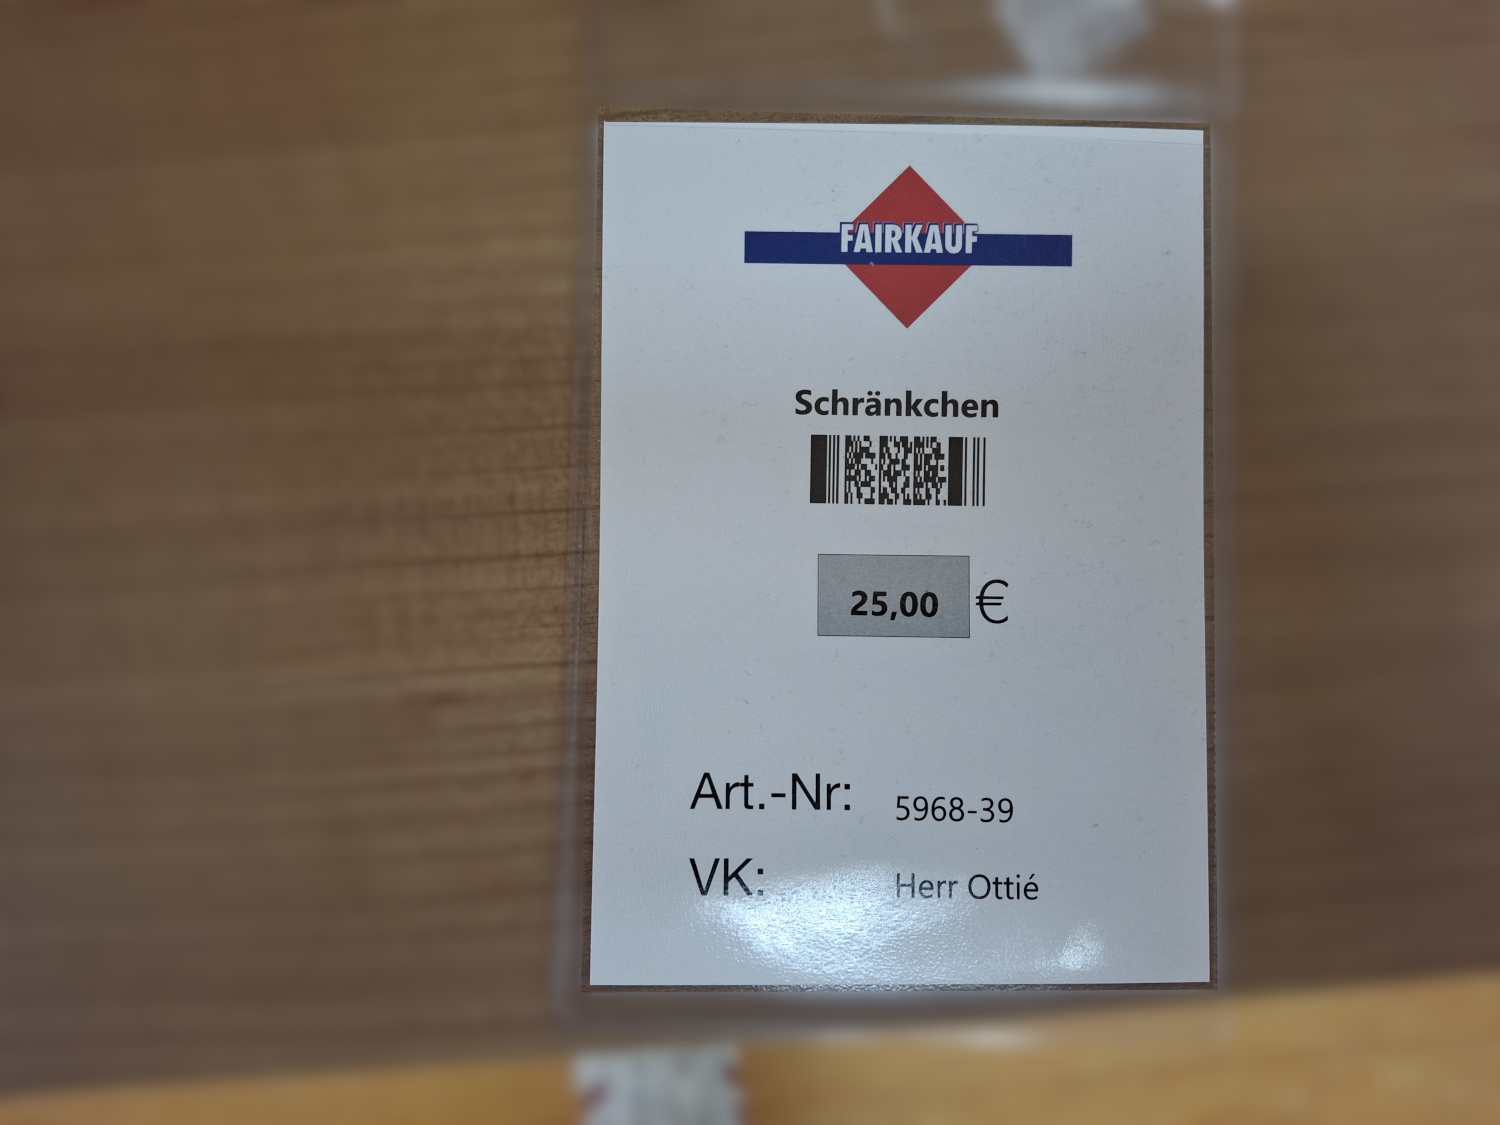 FAIRKAUF
Schränkchen
25,00 €
Art.-Nr: 5968-39
VK: Herr Ottié